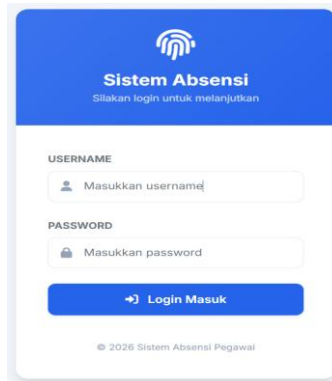 Sistem Absensi
Silakan login untuk melanjutkan
USERNAME
Masukkan username
PASSWORD
Masukkan password
Login Masuk
© 2026 Sistem Absensi Pegawai